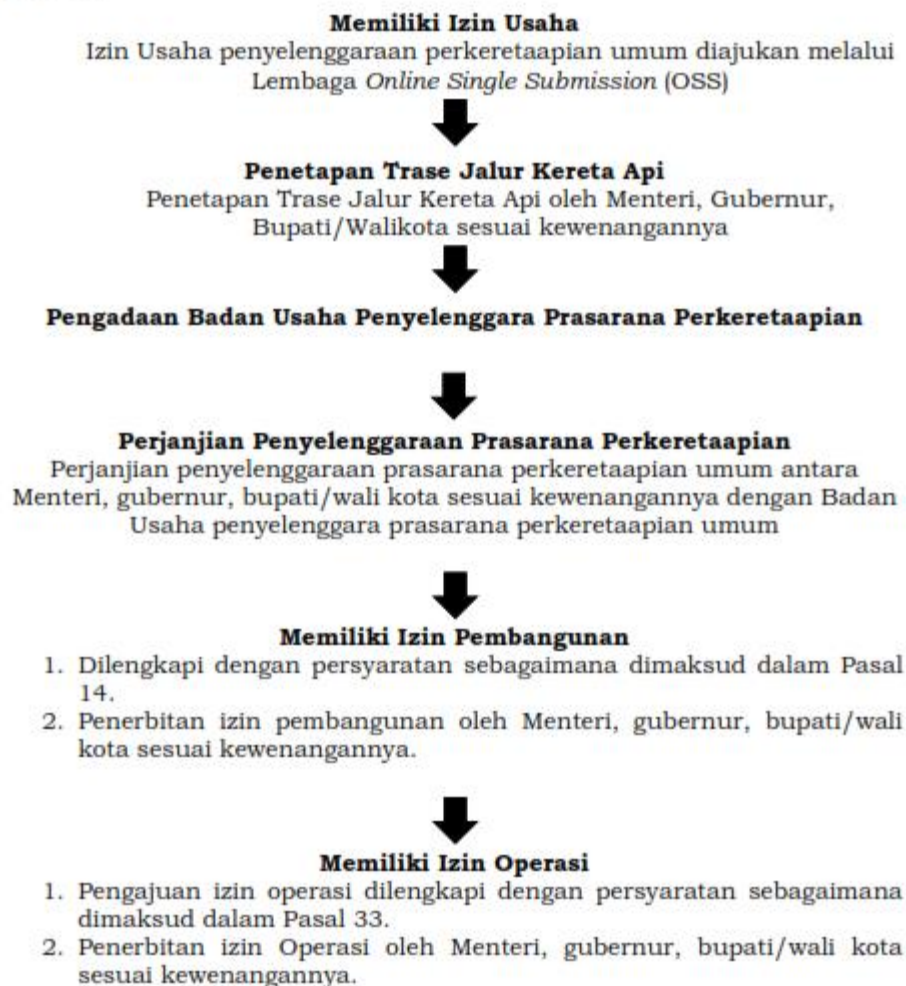 Memiliki Izin Usaha
Izin Usaha penyelenggaraan perkeretaapian umum diajukan melalui
Lembaga Online Single Submission (OSS)
Penetapan Trase Jalur Kereta Api
Penetapan Trase Jalur Kereta Api oleh Menteri, Gubernur,
Bupati/Walikota sesuai kewenangannya
Pengadaan Badan Usaha Penyelenggara Prasarana Perkeretaapian
Perjanjian Penyelenggaraan Prasarana Perkeretaapian
Perjanjian penyelenggaraan prasarana perkeretaapian umum antara
Menteri, gubernur, bupati/wali kota sesuai kewenangannya dengan Badan
Usaha penyelenggara prasarana perkeretaapian umum
Memiliki Izin Pembangunan
1. Dilengkapi dengan persyaratan sebagaimana dimaksud dalam Pasal
14.
2. Penerbitan izin pembangunan oleh Menteri, gubernur, bupati/wali
kota sesuai kewenangannya.
Memiliki Izin Operasi
1. Pengajuan izin operasi dilengkapi dengan persyaratan sebagaimana
dimaksud dalam Pasal 33.
2. Penerbitan izin Operasi oleh Menteri, gubernur, bupati/wali kota
sesuai kewenangannya.